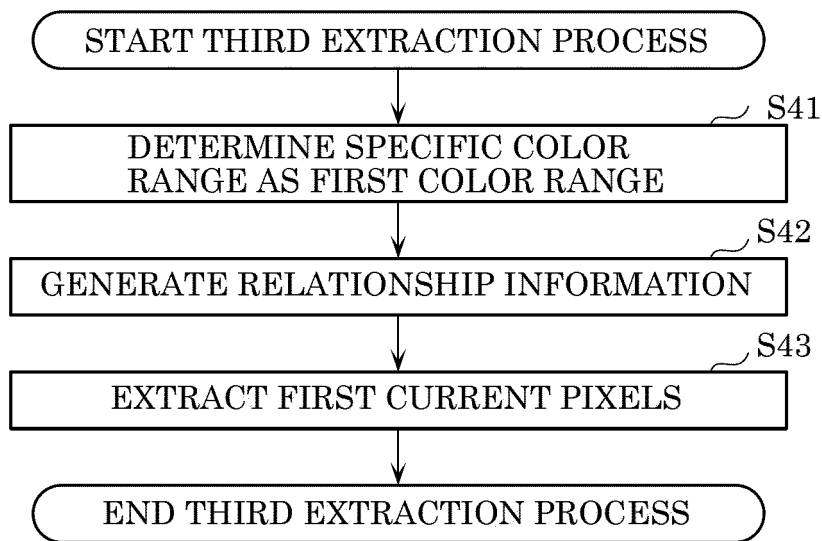 START THIRD EXTRACTION PROCESS
S41
DETERMINE SPECIFIC COLOR
RANGE AS FIRST COLOR RANGE
S42
GENERATE RELATIONSHIP INFORMATION
S43
EXTRACT FIRST CURRENT PIXELS
END THIRD EXTRACTION PROCESS